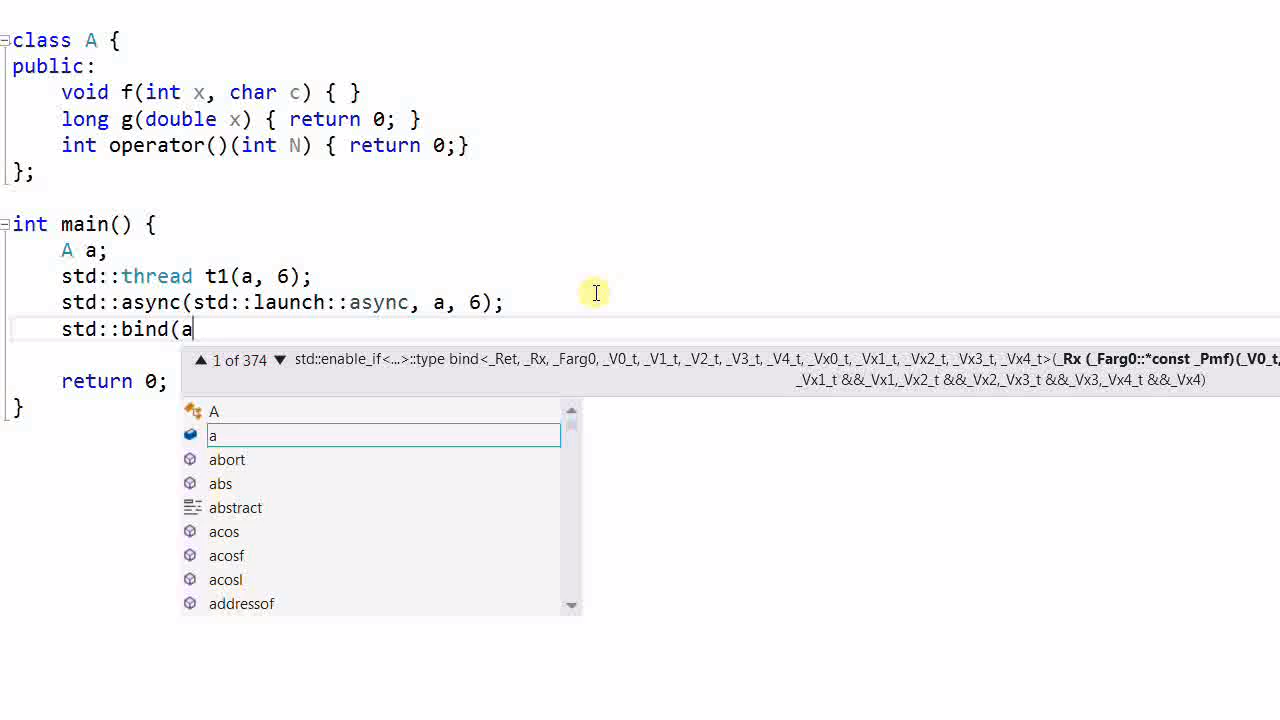 class A {
public:
    void f(int x, char c) { }
    long g(double x) { return 0; }
    int operator()(int N) { return 0;}
};
int main() {
    A a;
    std::thread t1(a, 6);
    std::async(std::launch::async, a, 6);
    std::bind(a
▲ 1 of 374 ▼ std::enable_if<...>::type bind<_Ret, _Rx, _Farg0, _V0_t, _V1_t, _V2_t, _V3_t, _V4_t, _Vx0_t, _Vx1_t, _Vx2_t, _Vx3_t, _Vx4_t>(_Rx (_Farg0::*const _Pmf)(_V0_t,
_Vx1_t &&_Vx1,_Vx2_t &&_Vx2,_Vx3_t &&_Vx3,_Vx4_t &&_Vx4)
    return 0;
}
A
a
abort
abs
abstract
acos
acosf
acosl
addressof